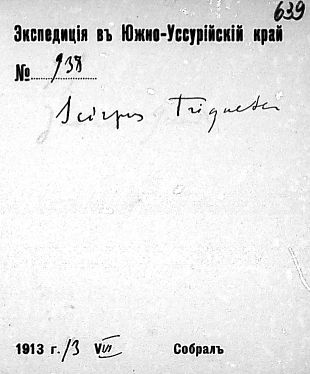 639
Экспедиція въ Южно-Уссурійскій край
№ 938
Scirpus Triqueter
1913 г. 13 VIII Собралъ